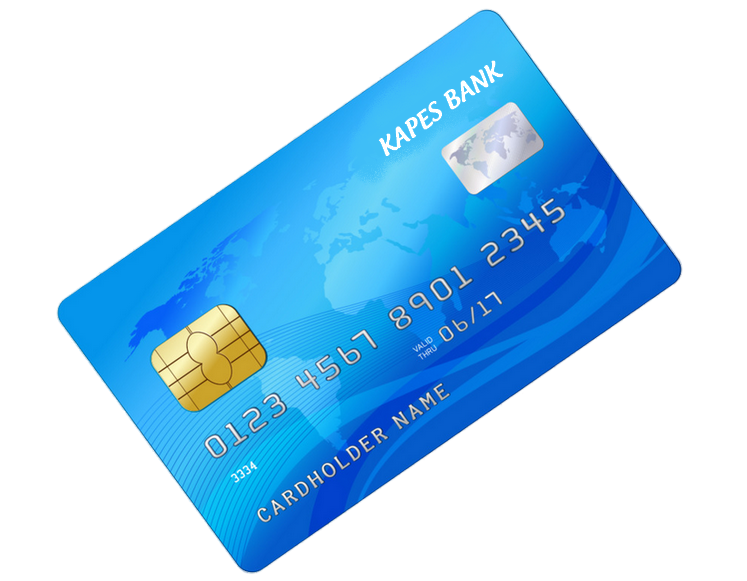 KAPES BANK
0123 4567 8901 2345
3334
VALID
THRU
06/17
CARDHOLDER NAME